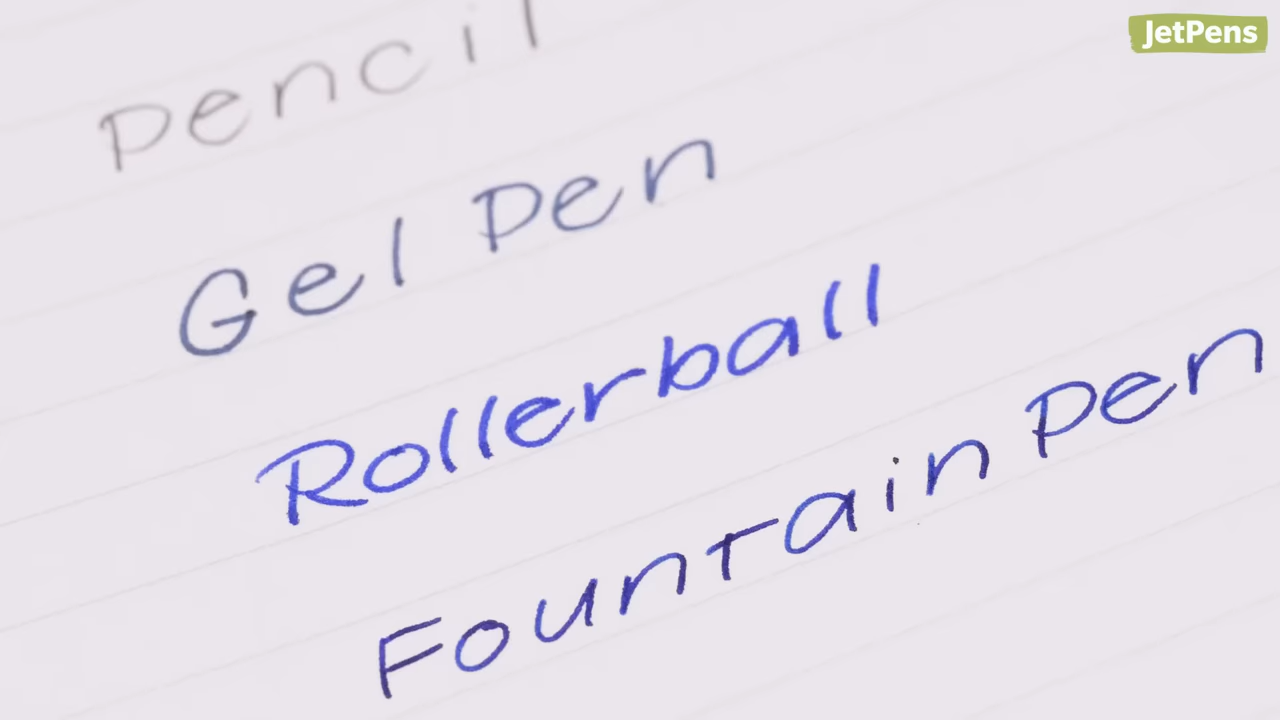 JetPens
Pencil
Gel Pen
Rollerball
Fountain Pen